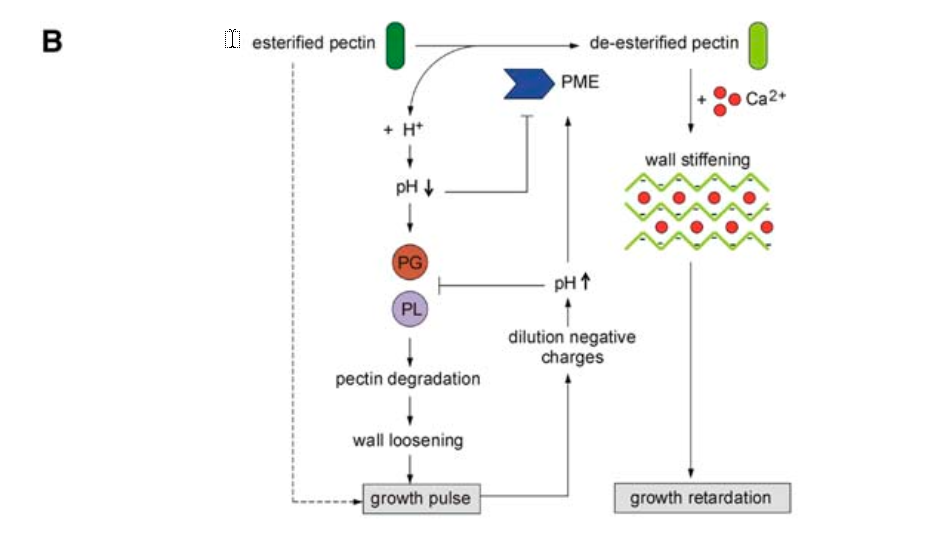 B
esterified pectin
de-esterified pectin
PME
+ Ca2+
+ H+
wall stiffening
pH ↓
PG
pH ↑
PL
dilution negative
charges
pectin degradation
wall loosening
growth pulse
growth retardation